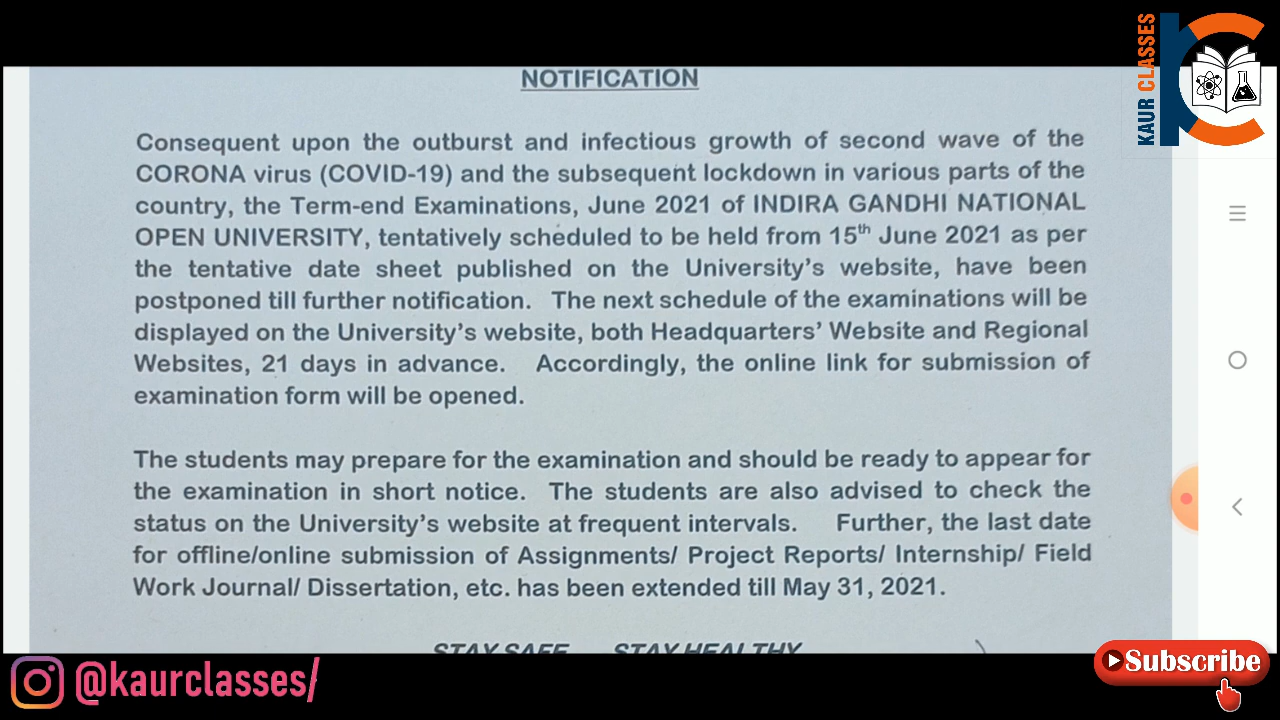 NOTIFICATION
Consequent upon the outburst and infectious growth of second wave of the
CORONA virus (COVID-19) and the subsequent lockdown in various parts of the
country, the Term-end Examinations, June 2021 of INDIRA GANDHI NATIONAL
OPEN UNIVERSITY, tentatively scheduled to be held from 15th June 2021 as per
the tentative date sheet published on the University's website, have been
postponed till further notification. The next schedule of the examinations will be
displayed on the University's website, both Headquarters' Website and Regional
Websites, 21 days in advance. Accordingly, the online link for submission of
examination form will be opened.
The students may prepare for the examination and should be ready to appear for
the examination in short notice. The students are also advised to check the
status on the University's website at frequent intervals. Further, the last date
for offline/online submission of Assignments/ Project Reports/ Internship/ Field
Work Journal/ Dissertation, etc. has been extended till May 31, 2021.
STAY SAFE STAY HEALTHY
KAUR CLASSES
@kaurclasses/
Subscribe